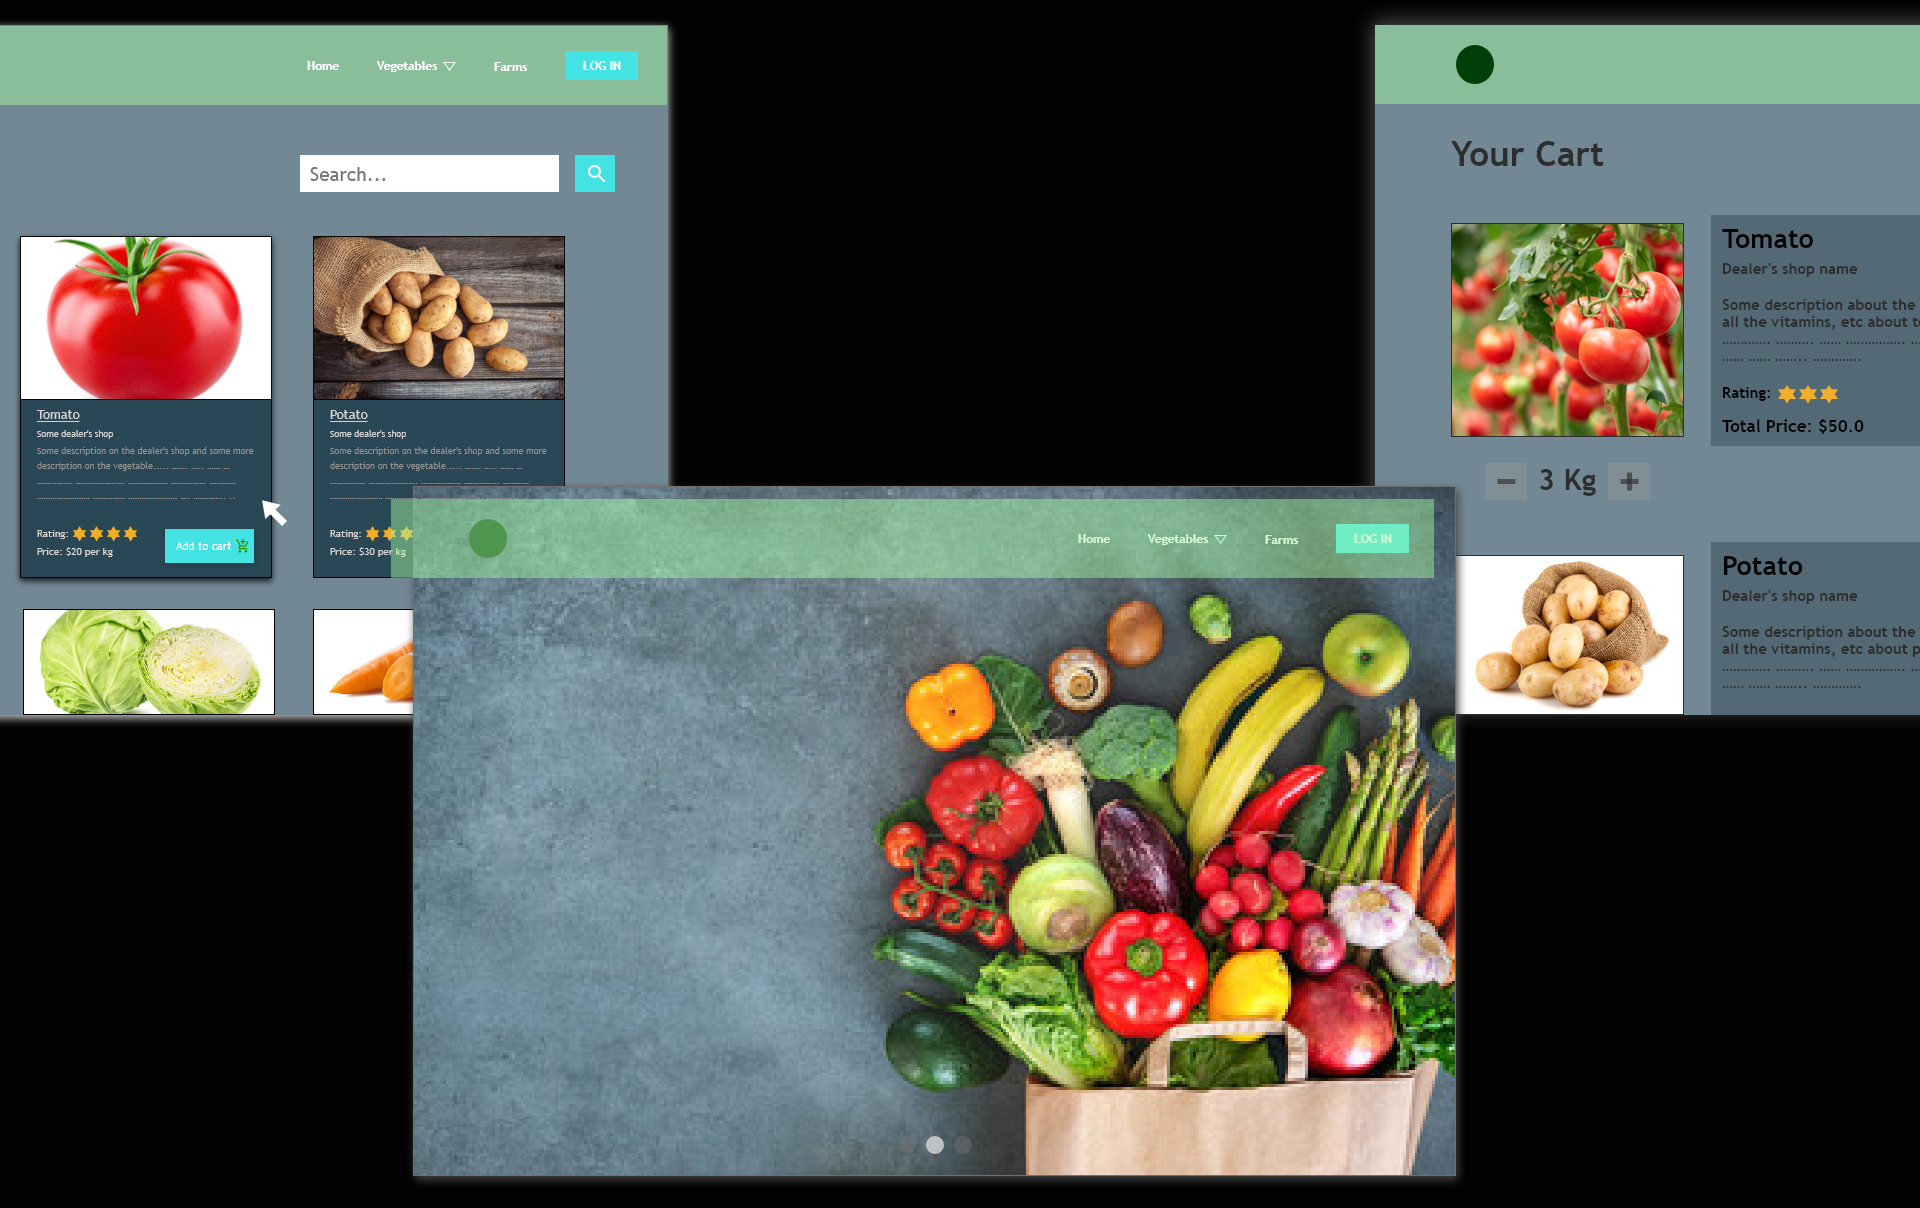 Home Vegetables Farms LOG IN
Search...
Tomato
Some dealer's shop
Some description on the dealer's shop and some more
description on the vegetable..... ....... ..... ...... ...
Rating:
Price: $20 per kg
Add to cart
Potato
Some dealer's shop
Some description on the dealer's shop and some more
description on the vegetable..... ....... ..... ...... ...
Rating:
Price: $30 per kg
Home Vegetables Farms LOG IN
Your Cart
Tomato
Dealer's shop name
Some description about the
all the vitamins, etc about t
Rating:
Total Price: $50.0
3 Kg
Potato
Dealer's shop name
Some description about the
all the vitamins, etc about p